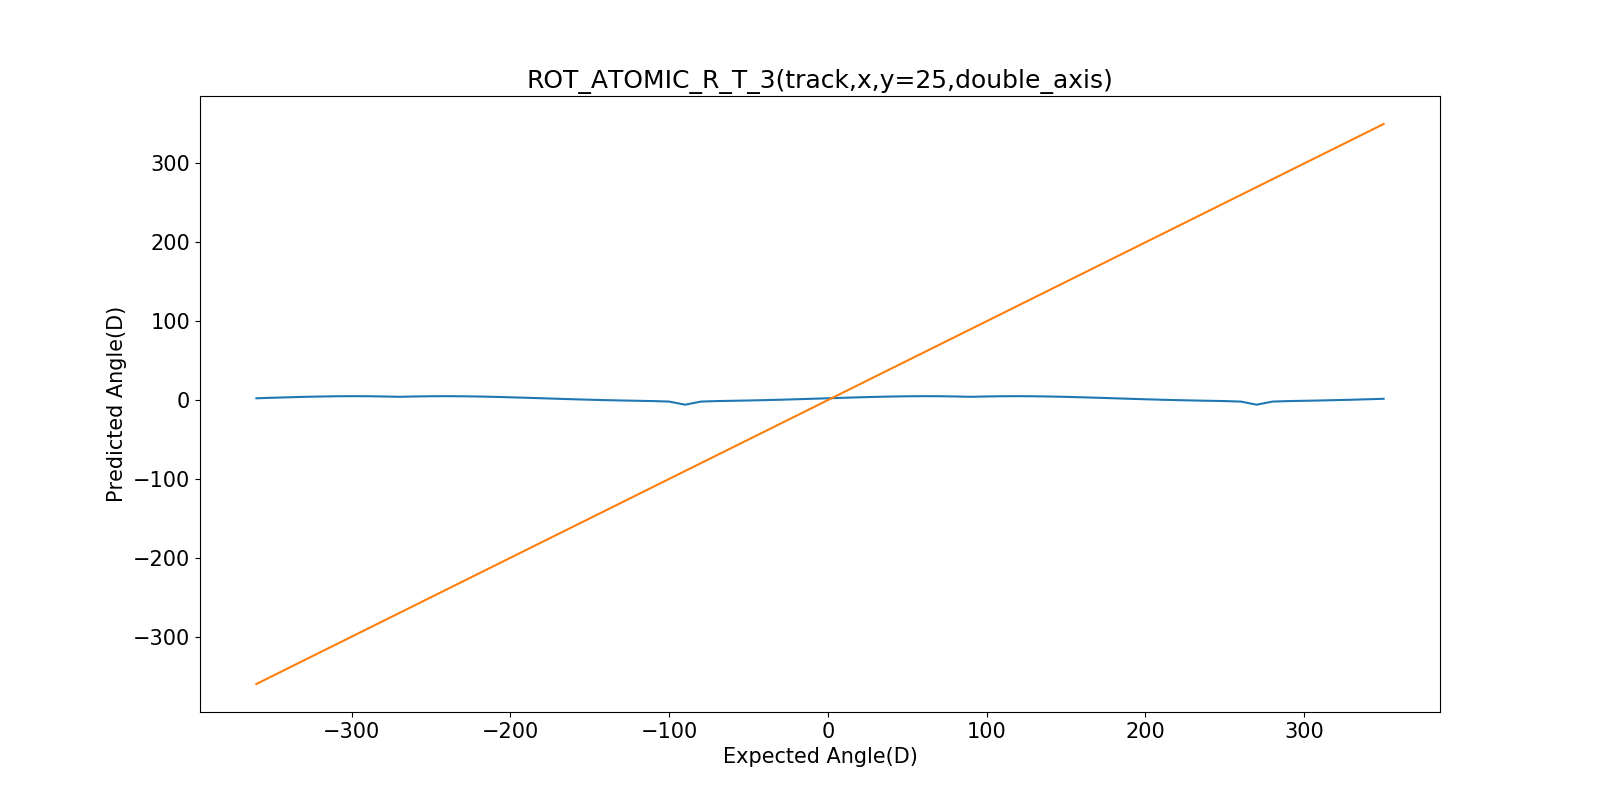 ROT_ATOMIC_R_T_3(track,x,y=25,double_axis)
300
200
100
0
−100
−200
−300
Predicted Angle(D)
−300 −200 −100 0 100 200 300
Expected Angle(D)